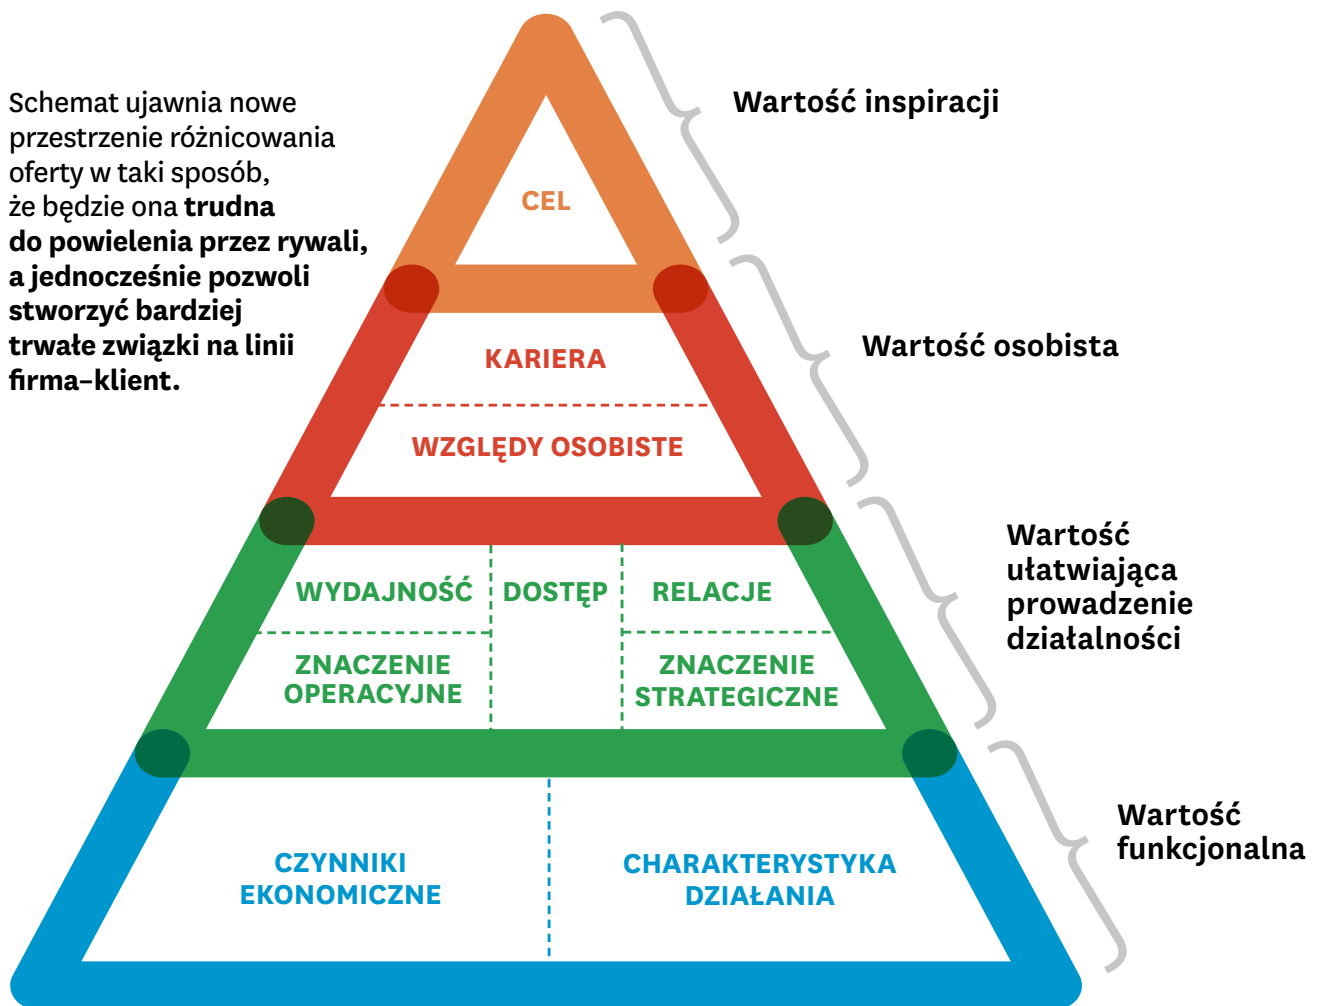 Schemat ujawnia nowe
przestrzenie różnicowania
oferty w taki sposób,
że będzie ona trudna
do powielenia przez rywali,
a jednocześnie pozwoli
stworzyć bardziej
trwałe związki na linii
firma–klient.
Wartość inspiracji
CEL
Wartość osobista
KARIERA
WZGLĘDY OSOBISTE
Wartość
ułatwiająca
prowadzenie
działalności
WYDAJNOŚĆ
DOSTĘP
RELACJE
ZNACZENIE
OPERACYJNE
ZNACZENIE
STRATEGICZNE
Wartość
funkcjonalna
CZYNNIKI
EKONOMICZNE
CHARAKTERYSTYKA
DZIAŁANIA